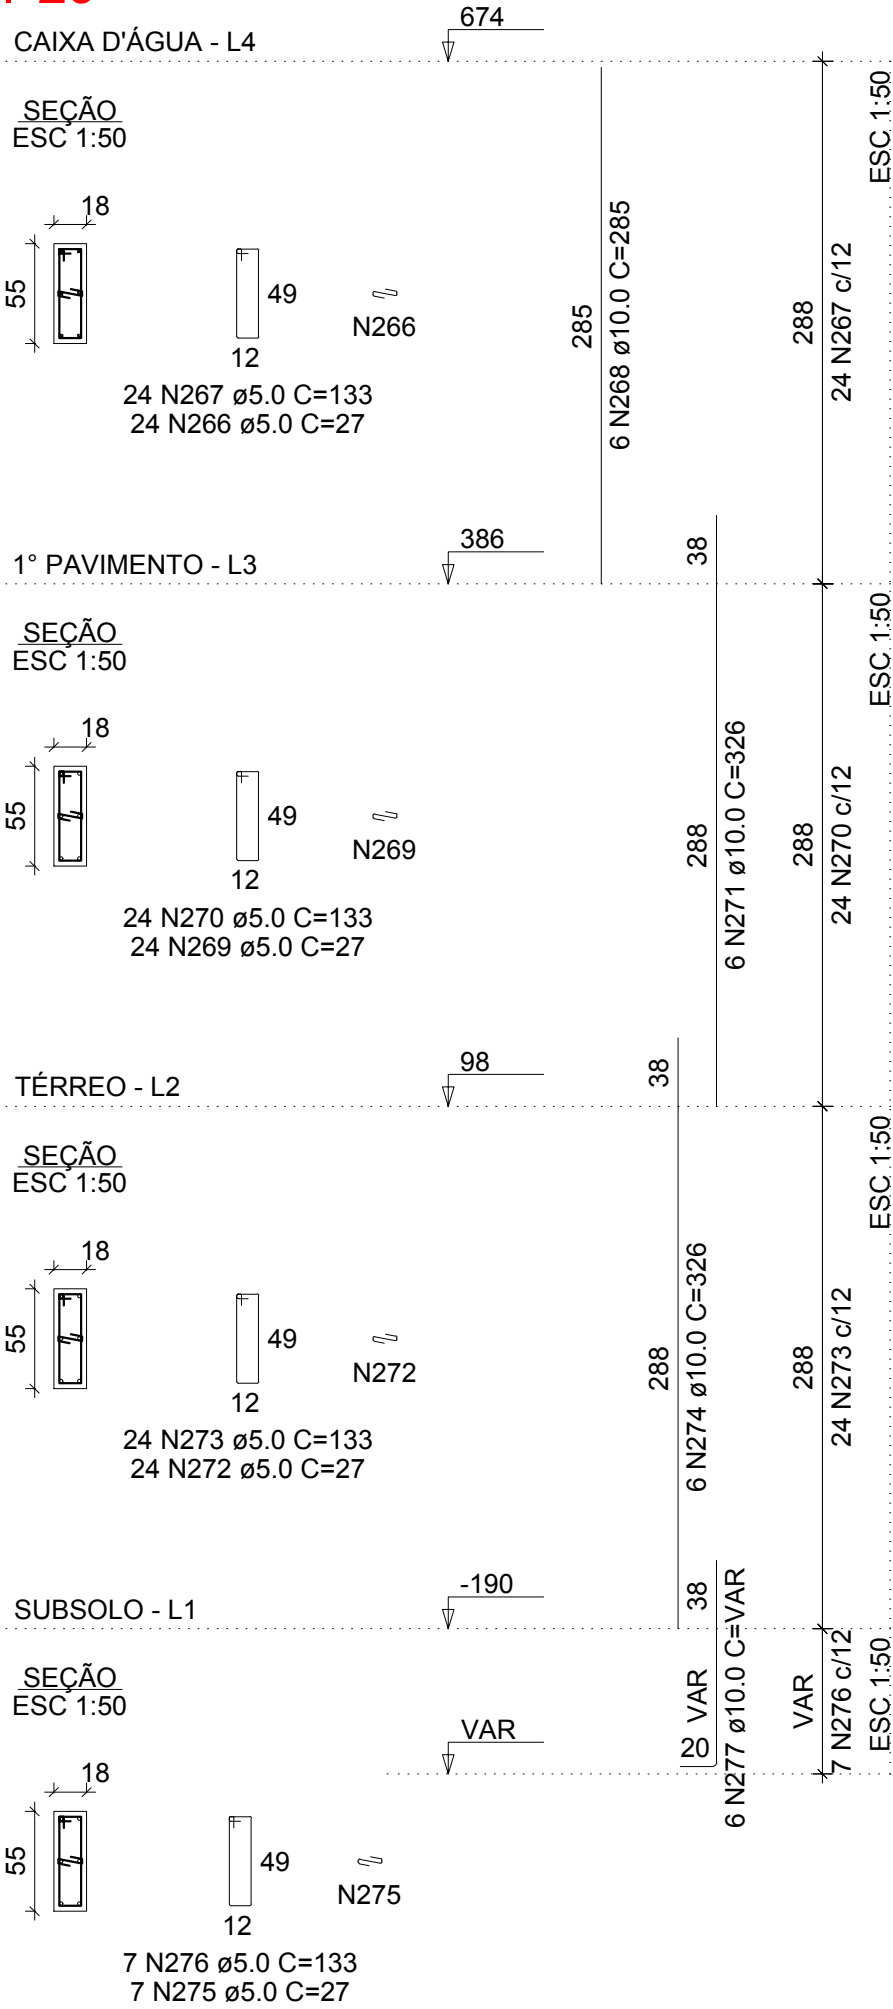 CAIXA D'ÁGUA - L4
674
SEÇÃO
ESC 1:50
ESC 1:50
18
55
49
12
N266
24 N267 ø5.0 C=133
24 N266 ø5.0 C=27
285
6 N268 ø10.0 C=285
288
24 N267 c/12
1° PAVIMENTO - L3
386
38
SEÇÃO
ESC 1:50
ESC 1:50
18
55
49
12
N269
24 N270 ø5.0 C=133
24 N269 ø5.0 C=27
288
6 N271 ø10.0 C=326
288
24 N270 c/12
TÉRREO - L2
98
38
SEÇÃO
ESC 1:50
ESC 1:50
18
55
49
12
N272
24 N273 ø5.0 C=133
24 N272 ø5.0 C=27
288
6 N274 ø10.0 C=326
288
24 N273 c/12
SUBSOLO - L1
-190
38
SEÇÃO
ESC 1:50
VAR
VAR
20
6 N277 ø10.0 C=VAR
VAR
7 N276 c/12
ESC 1:50
18
55
49
12
N275
7 N276 ø5.0 C=133
7 N275 ø5.0 C=27